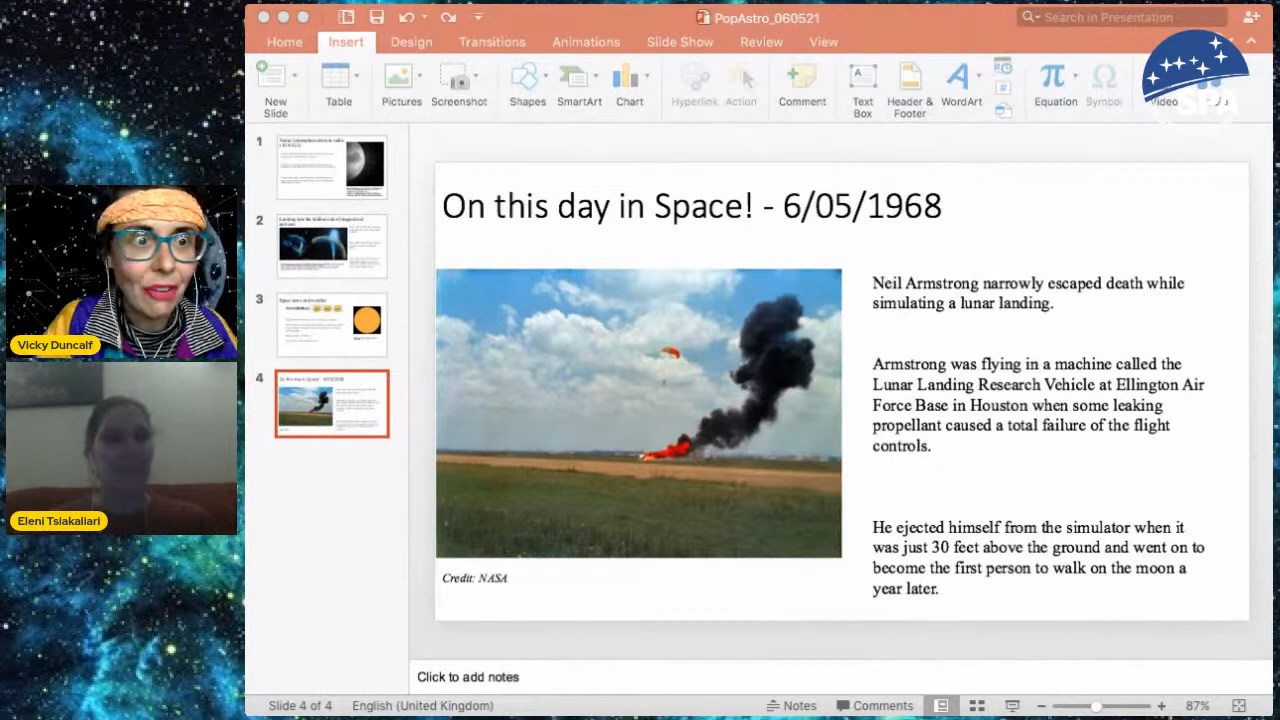 PopAstro_060521
Search in Presentation
Home
Insert
Design
Transitions
Animations
Slide Show
Review
View
New Slide
Table
Pictures
Screenshot
Shapes
SmartArt
Chart
Hyperlink
Action
Comment
Text Box
Header & Footer
WordArt
Equation
Symbol
Video
SPA
1
2
3
4
On this day in Space! - 6/05/1968
Neil Armstrong narrowly escaped death while
simulating a lunar landing.
Armstrong was flying in a machine called the
Lunar Landing Research Vehicle at Ellington Air
Force Base in Houston when some leaking
propellant caused a total failure of the flight
controls.
He ejected himself from the simulator when it
was just 30 feet above the ground and went on to
become the first person to walk on the moon a
year later.
Credit: NASA
Vicky Duncalf
Eleni Tsiakaliari
Click to add notes
Slide 4 of 4
English (United Kingdom)
Notes
Comments
87%